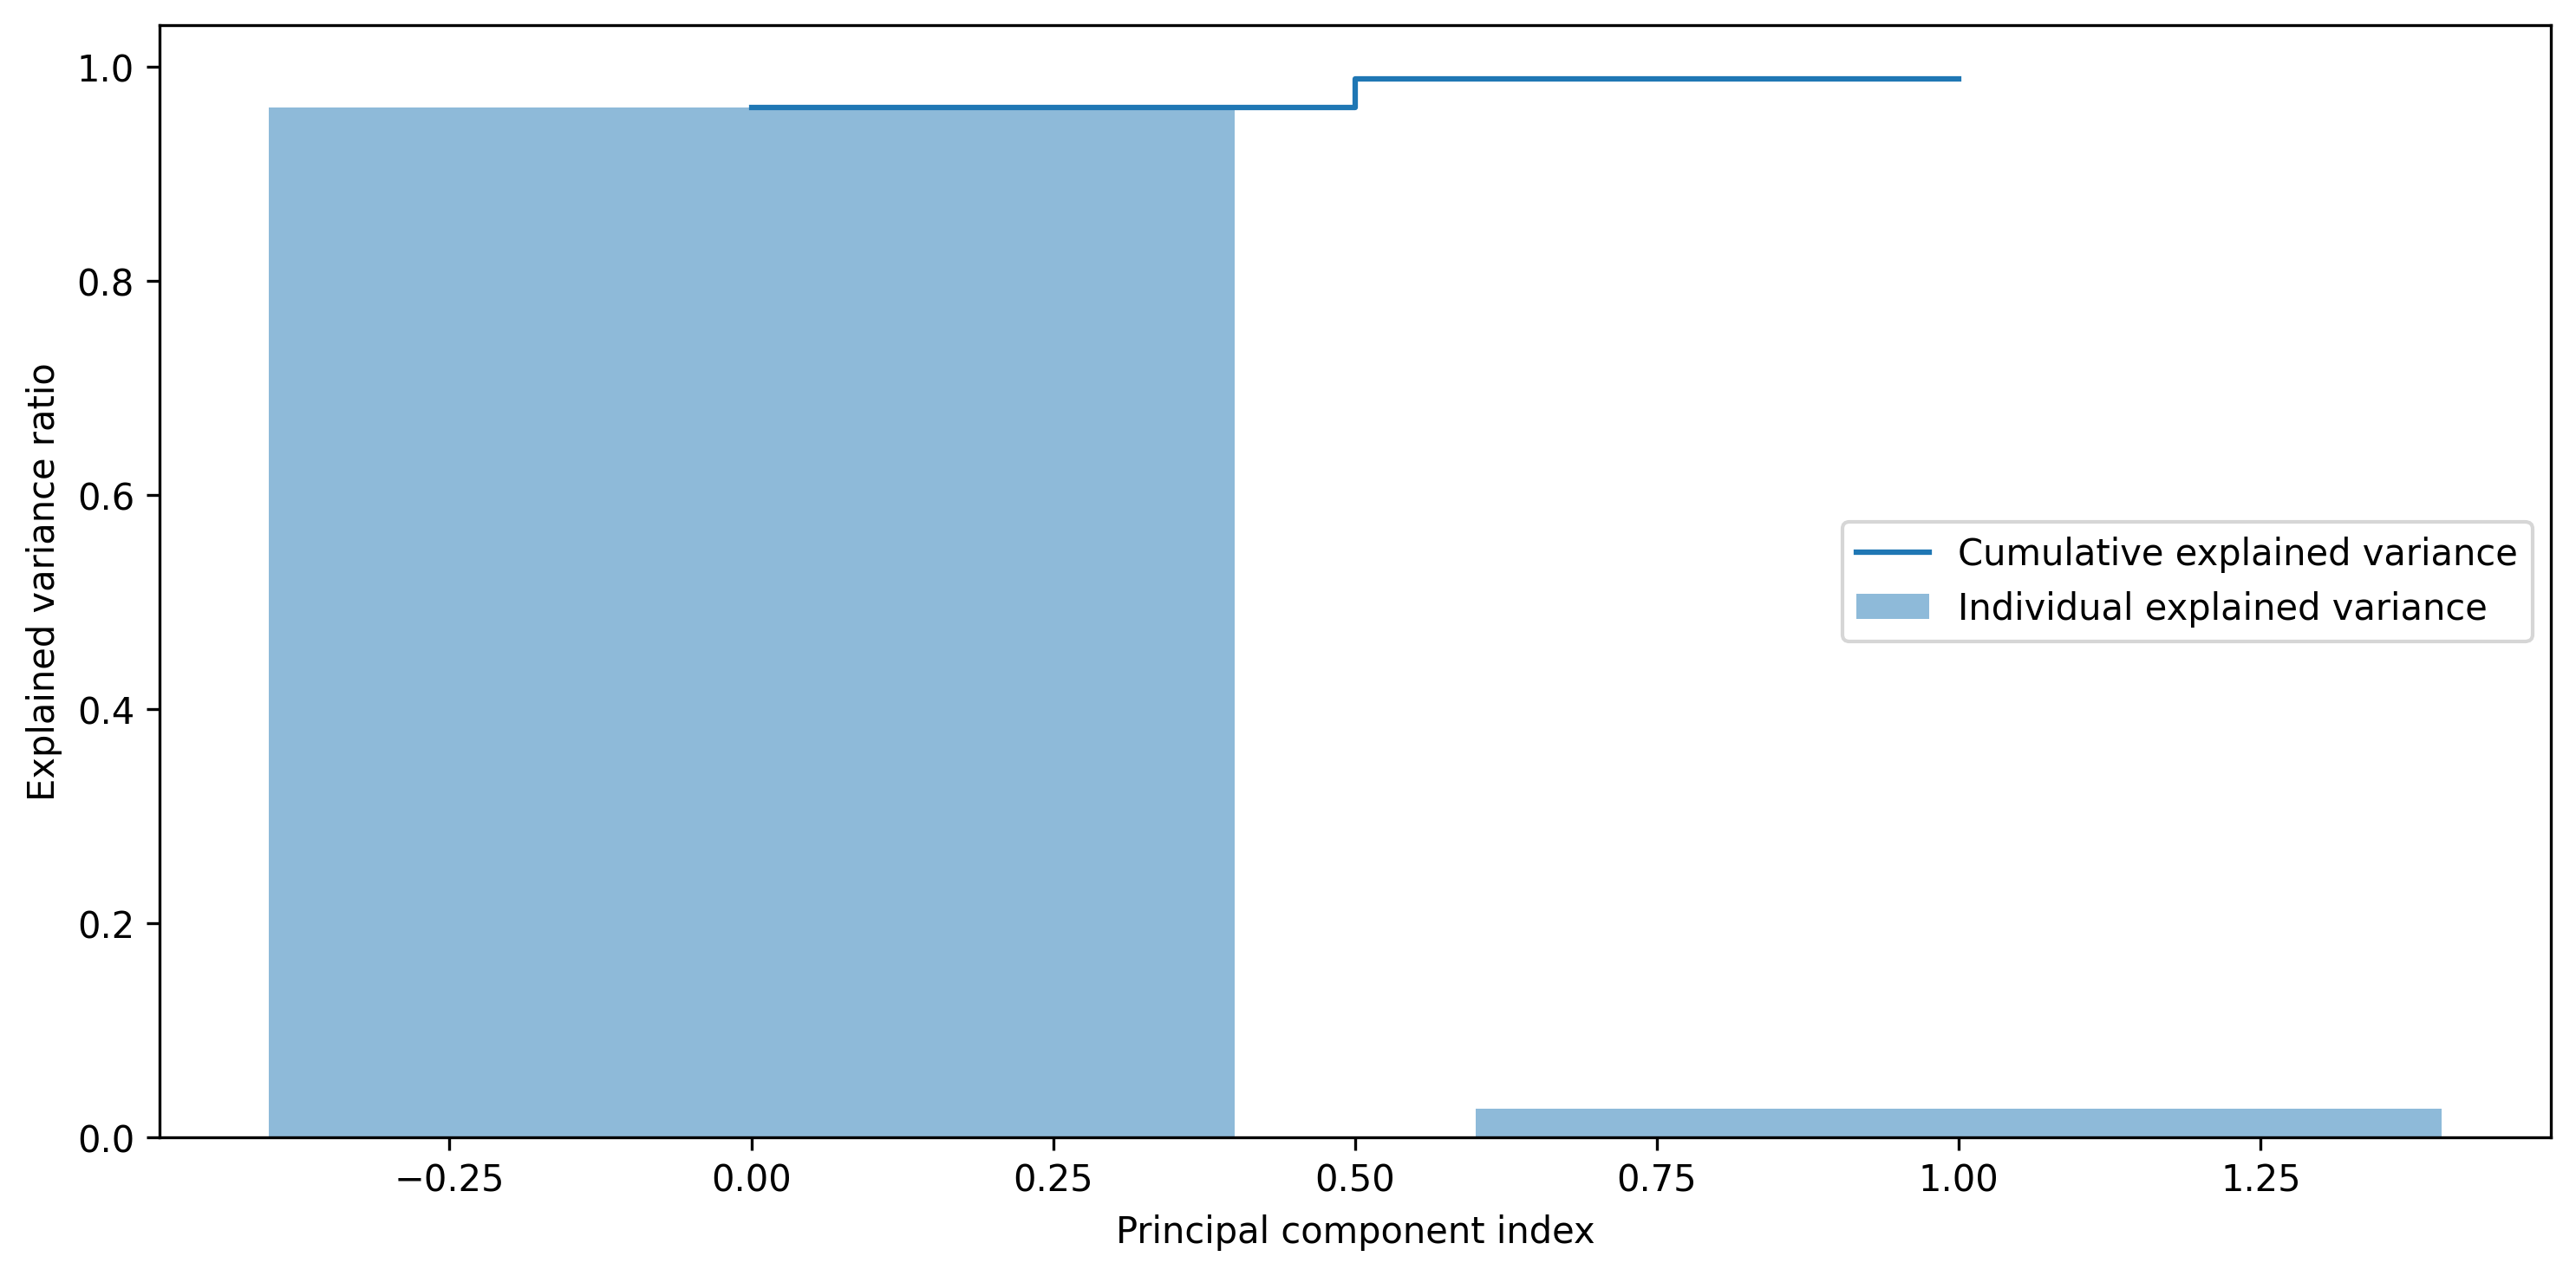 1.0
0.8
0.6
0.4
0.2
0.0
Explained variance ratio
Cumulative explained variance
Individual explained variance
−0.25 0.00 0.25 0.50 0.75 1.00 1.25
Principal component index